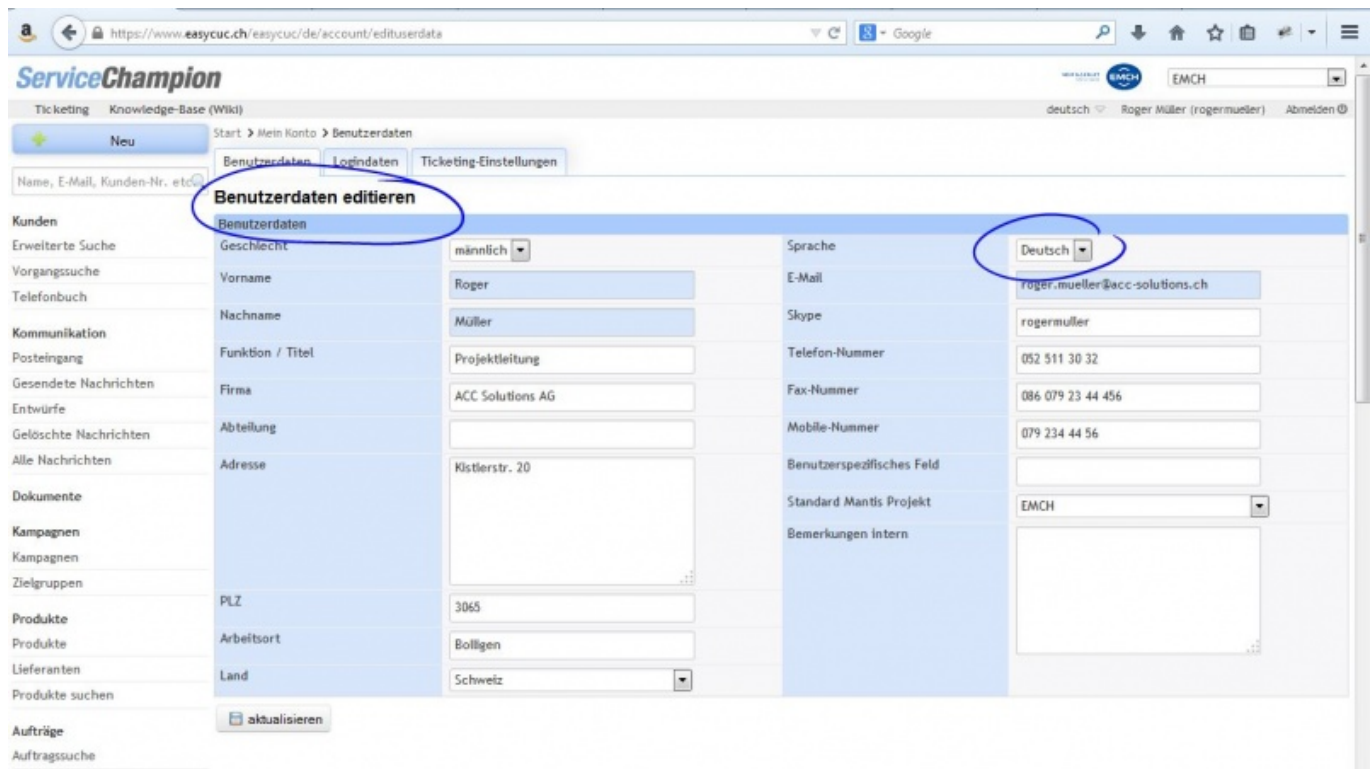 https://www.easycuc.ch/easycuc/de/account/edituserdata
Google
ServiceChampion
EMCH
EMCH
Ticketing Knowledge-Base (Wiki)
deutsch Roger Müller (rogermueller) Abmelden
Neu
Start > Mein Konto > Benutzerdaten
Benutzerdaten Logindaten Ticketing-Einstellungen
Name, E-Mail, Kunden-Nr. etc.
Benutzerdaten editieren
Kunden
Erweiterte Suche
Vorgangssuche
Telefonbuch
Kommunikation
Posteingang
Gesendete Nachrichten
Entwürfe
Gelöschte Nachrichten
Alle Nachrichten
Dokumente
Kampagnen
Kampagnen
Zielgruppen
Produkte
Produkte
Lieferanten
Produkte suchen
Aufträge
Auftragssuche
Benutzerdaten
Geschlecht männlich
Vorname Roger
Nachname Müller
Funktion / Titel Projektleitung
Firma ACC Solutions AG
Abteilung
Adresse Kistlerstr. 20
PLZ 3065
Arbeitsort Bolligen
Land Schweiz
Sprache Deutsch
E-Mail roger.mueller@acc-solutions.ch
Skype rogermuller
Telefon-Nummer 052 511 30 32
Fax-Nummer 086 079 23 44 456
Mobile-Nummer 079 234 44 56
Benutzerspezifisches Feld
Standard Mantis Projekt EMCH
Bemerkungen intern
aktualisieren